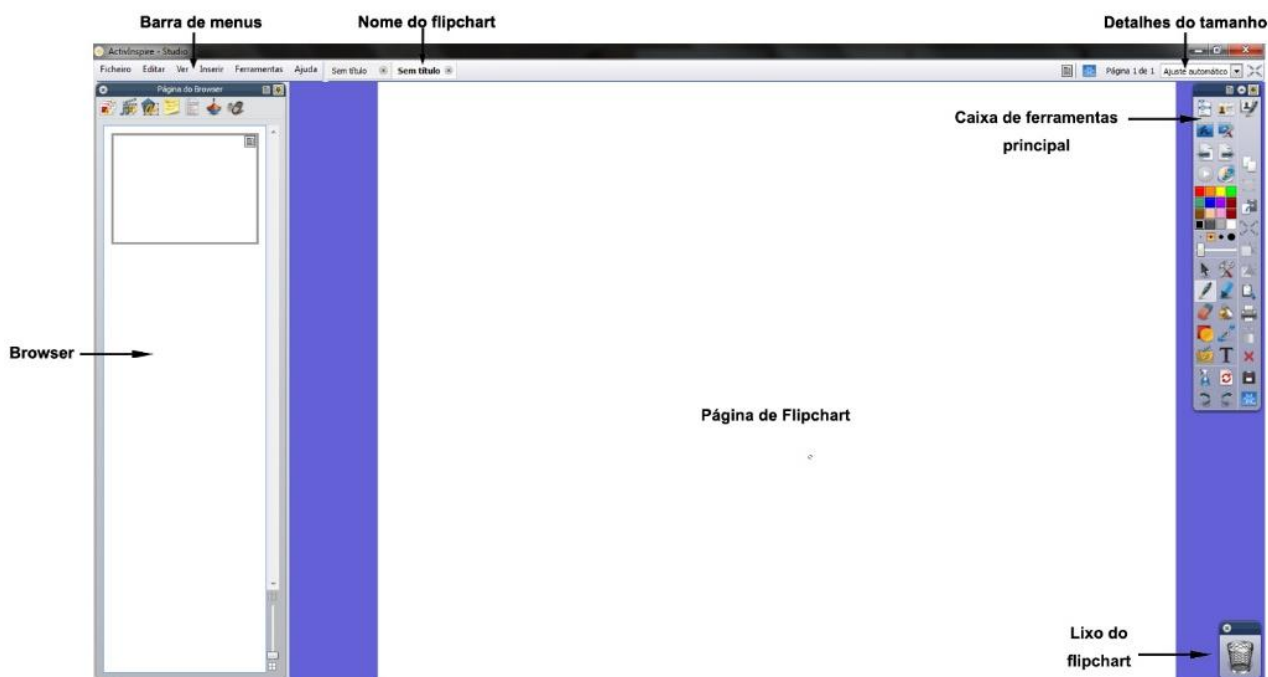 Barra de menus
Nome do flipchart
Detalhes do tamanho
ActivInspire - Studio
Ficheiro Editar Ver Inserir Ferramentas Ajuda Sem título Sem título Página 1 de 1 Ajuste automático
Página do Browser
Caixa de ferramentas
principal
Browser
Página de Flipchart
Lixo do
flipchart